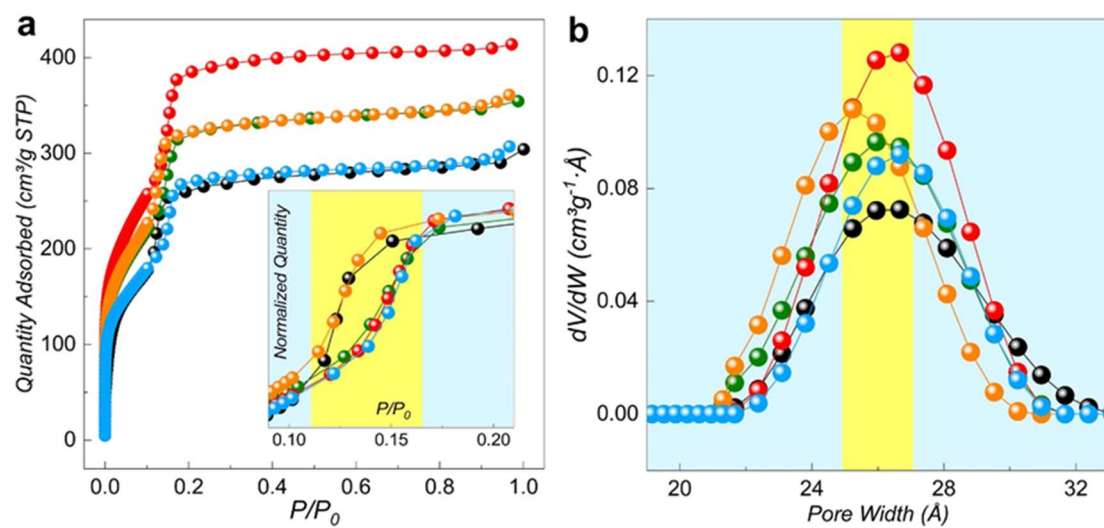 a
Quantity Adsorbed (cm³/g STP)
400
300
200
100
0
0.0 0.2 0.4 0.6 0.8 1.0
P/P₀
Normalized Quantity
P/P₀
0.10 0.15 0.20
b
dV/dW (cm³g⁻¹·Å)
0.12
0.08
0.04
0.00
20 24 28 32
Pore Width (Å)